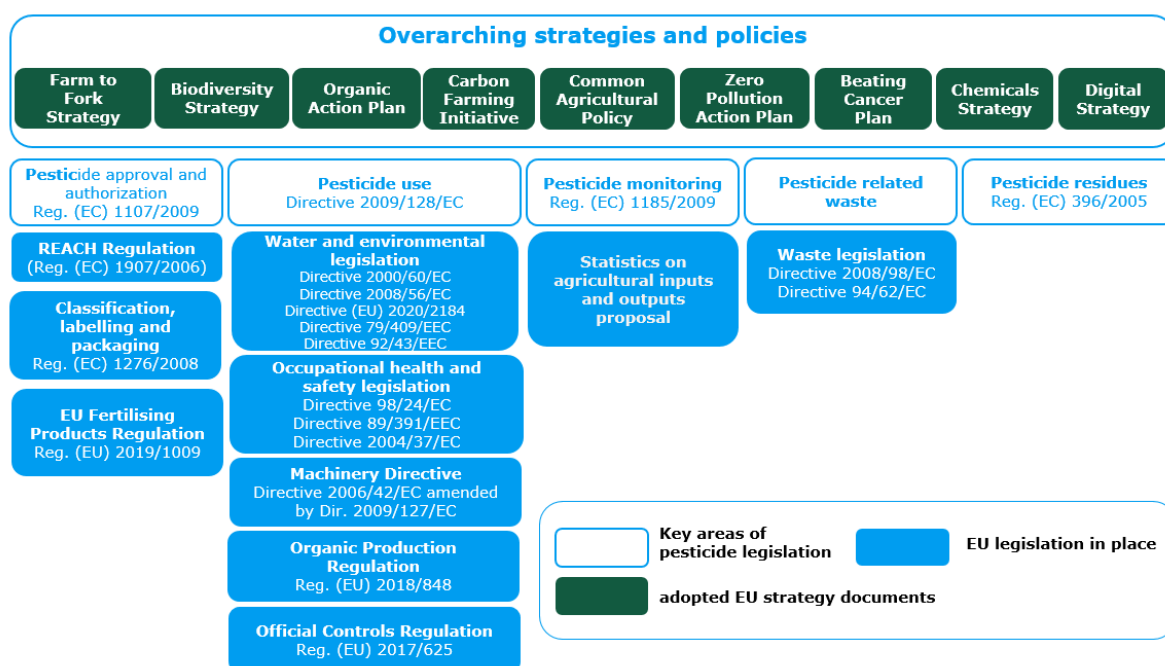 Overarching strategies and policies
Farm to
Fork
Strategy
Biodiversity
Strategy
Organic
Action Plan
Carbon
Farming
Initiative
Common
Agricultural
Policy
Zero
Pollution
Action Plan
Beating
Cancer
Plan
Chemicals
Strategy
Digital
Strategy
Pesticide approval and
authorization
Reg. (EC) 1107/2009
Pesticide use
Directive 2009/128/EC
Pesticide monitoring
Reg. (EC) 1185/2009
Pesticide related
waste
Pesticide residues
Reg. (EC) 396/2005
REACH Regulation
(Reg. (EC) 1907/2006)
Classification,
labelling and
packaging
Reg. (EC) 1276/2008
EU Fertilising
Products Regulation
Reg. (EU) 2019/1009
Water and environmental
legislation
Directive 2000/60/EC
Directive 2008/56/EC
Directive (EU) 2020/2184
Directive 79/409/EEC
Directive 92/43/EEC
Occupational health and
safety legislation
Directive 98/24/EC
Directive 89/391/EEC
Directive 2004/37/EC
Machinery Directive
Directive 2006/42/EC amended
by Dir. 2009/127/EC
Organic Production
Regulation
Reg. (EU) 2018/848
Official Controls Regulation
Reg. (EU) 2017/625
Statistics on
agricultural inputs
and outputs
proposal
Waste legislation
Directive 2008/98/EC
Directive 94/62/EC
Key areas of
pesticide legislation
EU legislation in place
adopted EU strategy documents